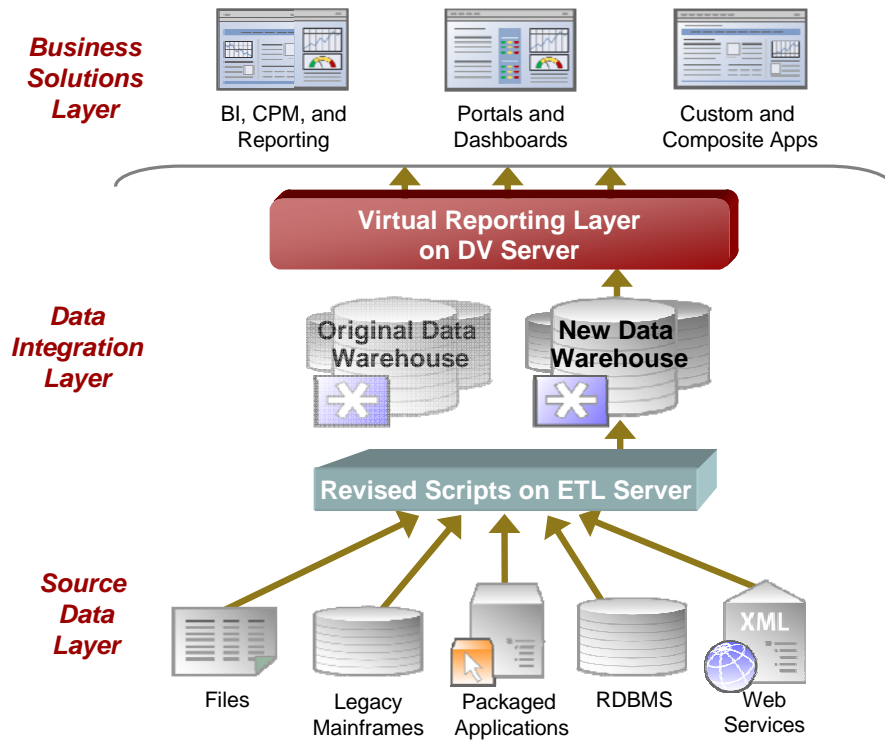 Business
Solutions
Layer
BI, CPM, and
Reporting
Portals and
Dashboards
Custom and
Composite Apps
Virtual Reporting Layer
on DV Server
Data
Integration
Layer
Original Data
Warehouse
New Data
Warehouse
Revised Scripts on ETL Server
Source
Data
Layer
XML
Files
Legacy
Mainframes
Packaged
Applications
RDBMS
Web
Services